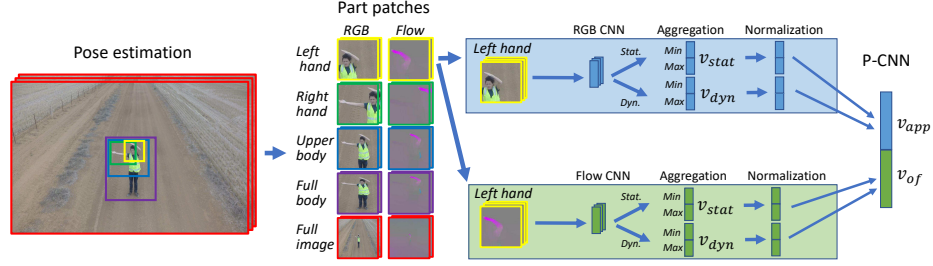 Pose estimation
Part patches
RGB Flow
Left
hand
Right
hand
Upper
body
Full
body
Full
image
RGB CNN Aggregation Normalization
Left hand
Stat.
Min
Max
v_stat
Dyn.
Min
Max
v_dyn
Flow CNN Aggregation Normalization
Left hand
Stat.
Min
Max
v_stat
Dyn.
Min
Max
v_dyn
P-CNN
v_app
v_of